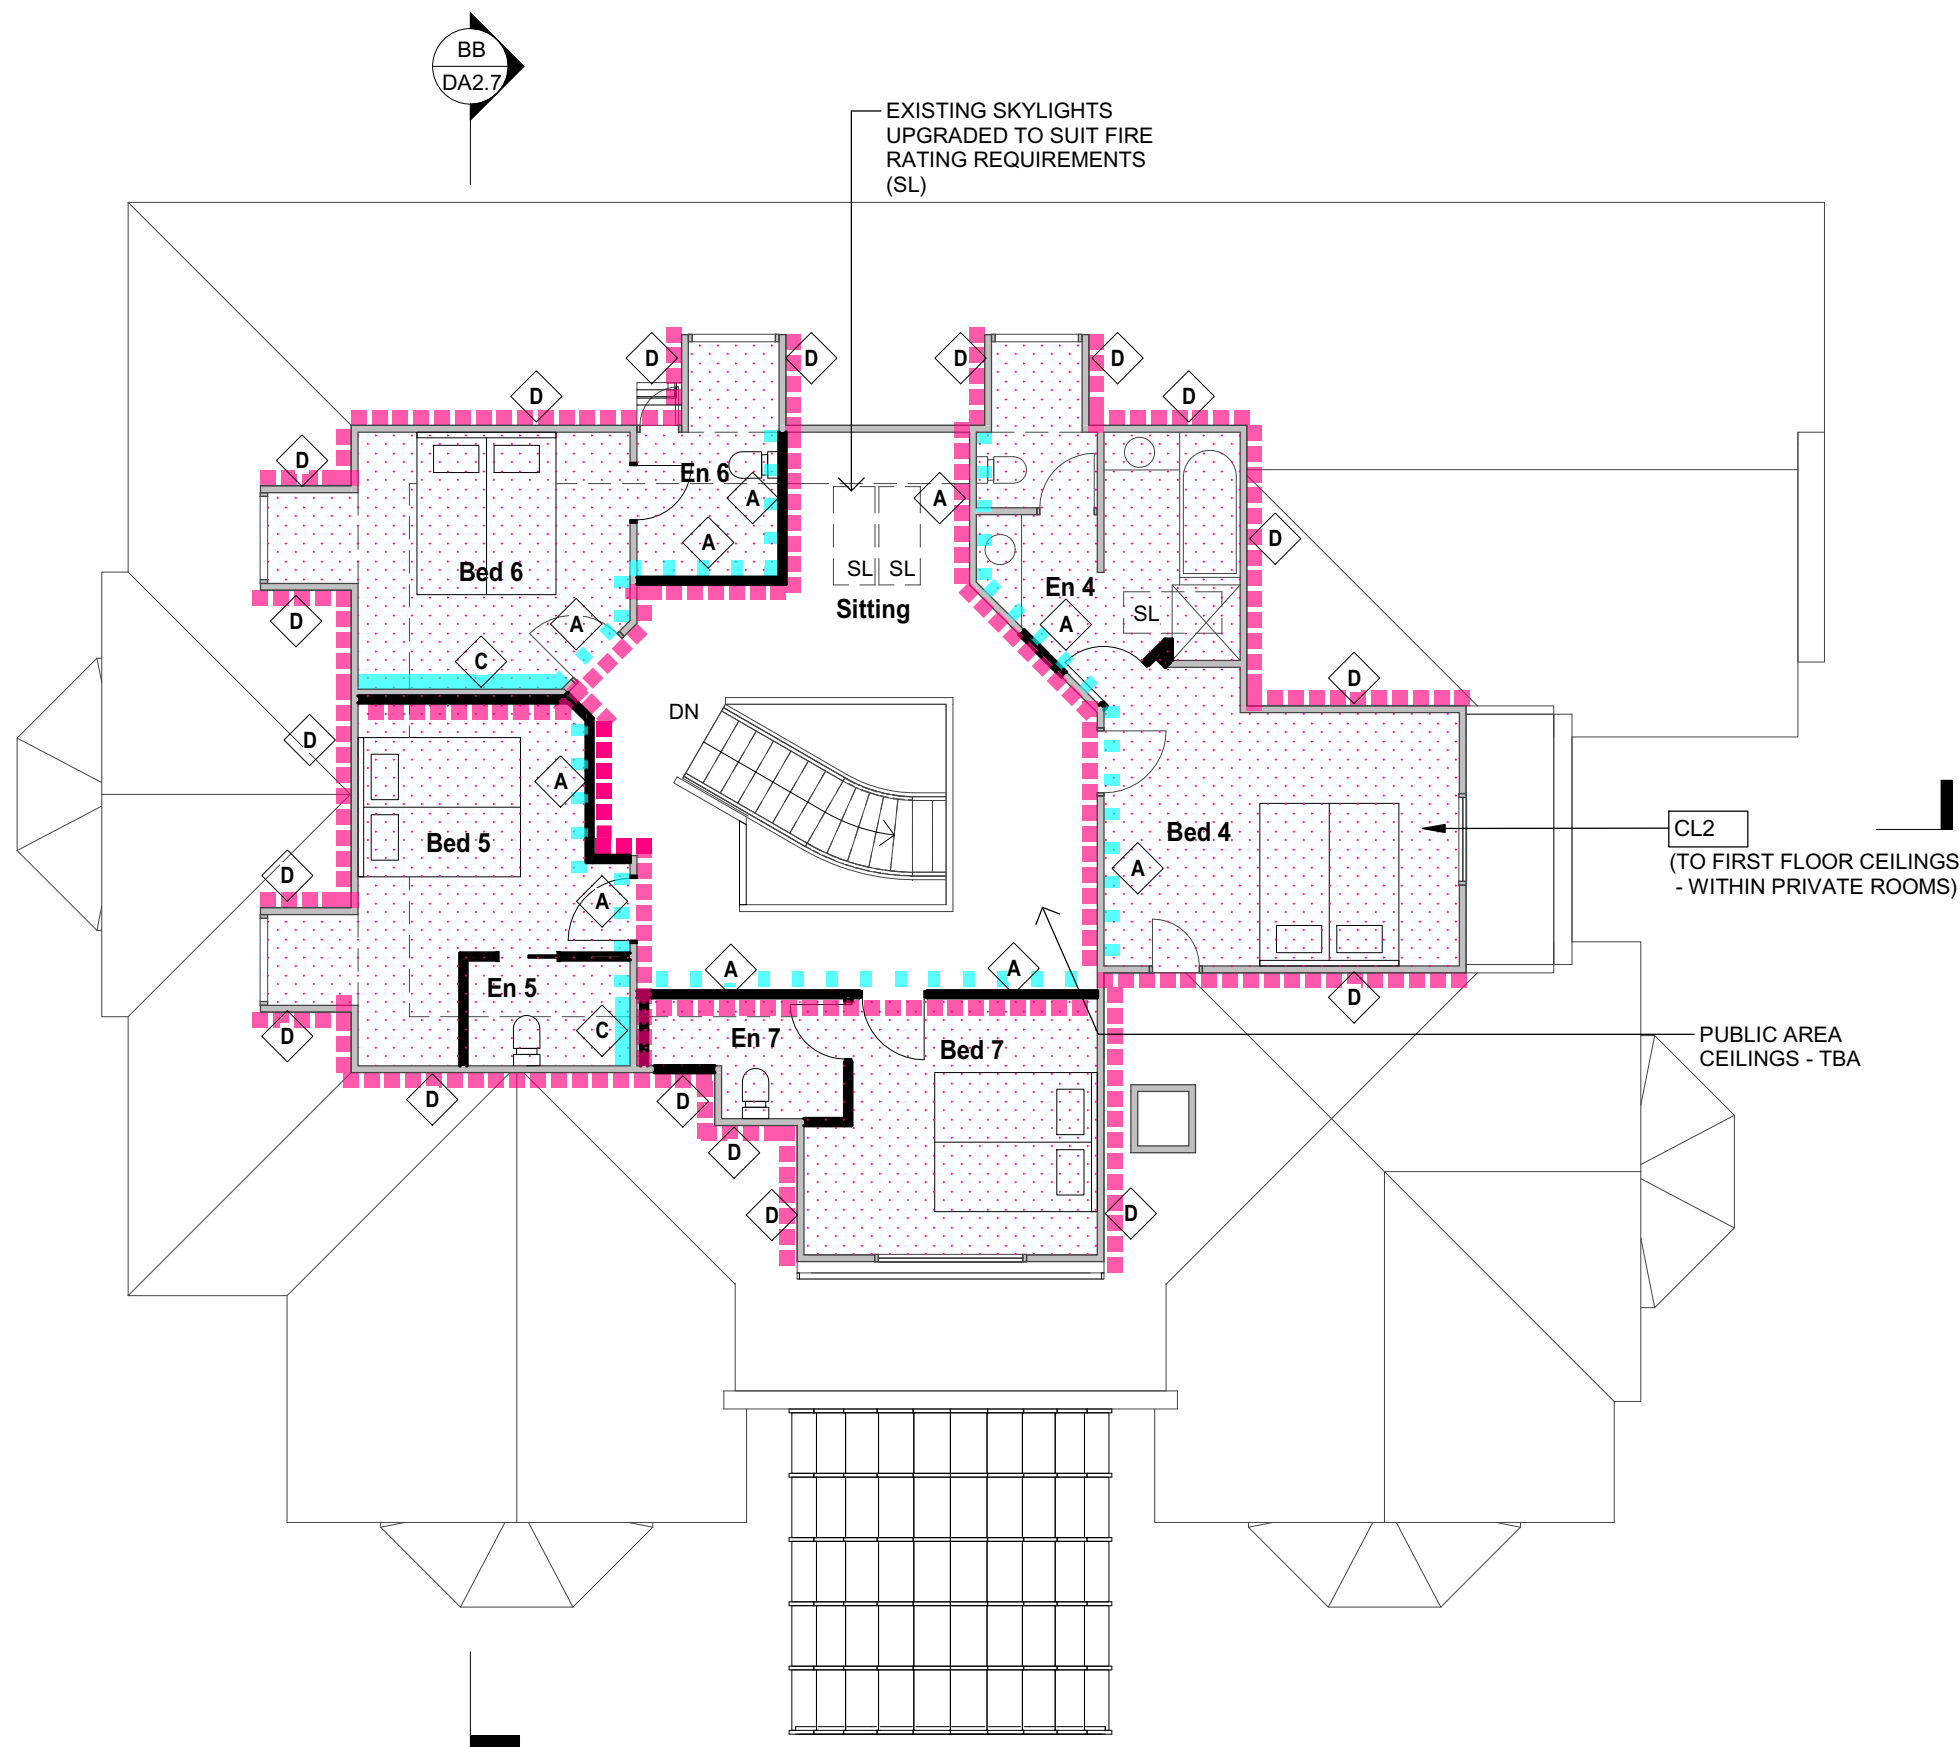 BB
DA2.7
EXISTING SKYLIGHTS
UPGRADED TO SUIT FIRE
RATING REQUIREMENTS
(SL)
D
D
D
D
D
D
D
En 6
A
A
A
D
Bed 6
SL
SL
En 4
Sitting
SL
D
A
A
C
D
DN
D
A
Bed 4
CL2
(TO FIRST FLOOR CEILINGS
- WITHIN PRIVATE ROOMS)
Bed 5
A
D
A
A
A
D
En 5
C
D
En 7
Bed 7
PUBLIC AREA
CEILINGS - TBA
D
D
D
D
D